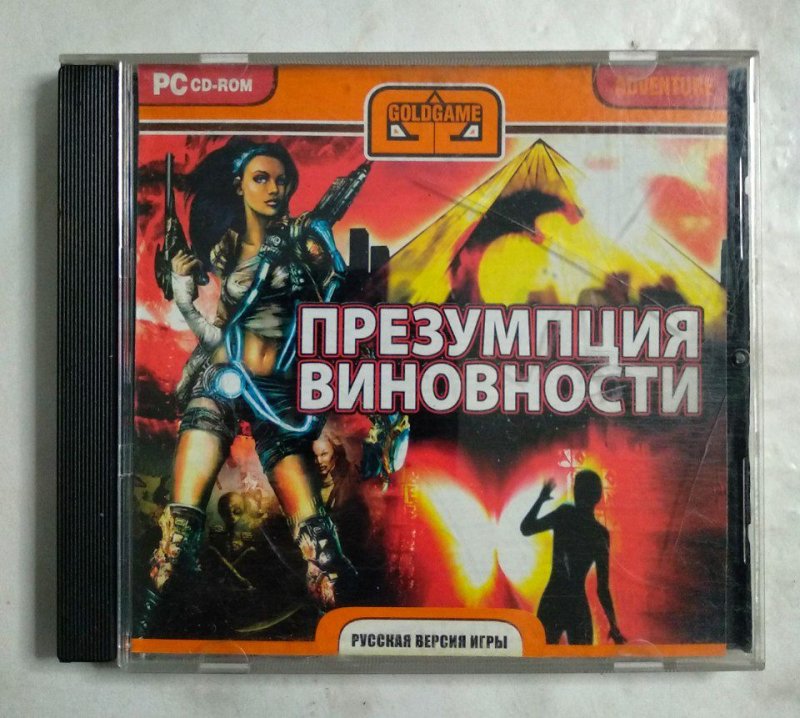 PC CD-ROM
GOLDGAME
ADVENTURE
ПРЕЗУМПЦИЯ
ВИНОВНОСТИ
РУССКАЯ ВЕРСИЯ ИГРЫ